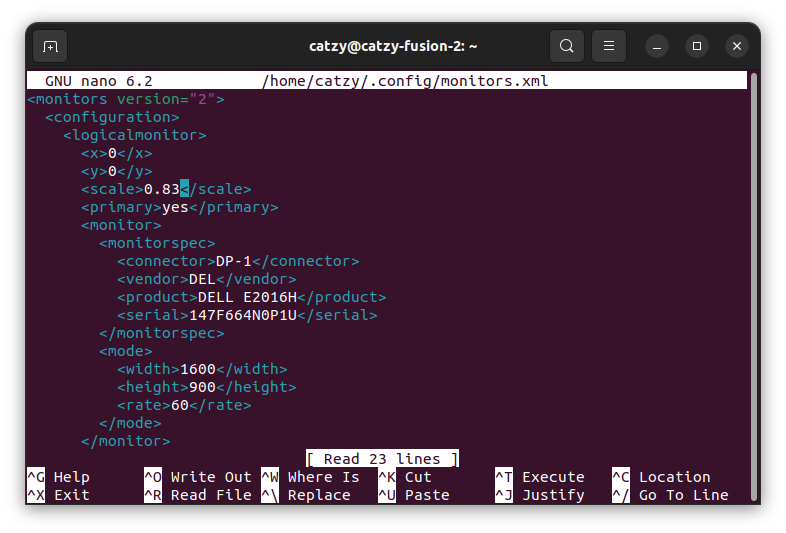 catzy@catzy-fusion-2: ~
GNU nano 6.2 /home/catzy/.config/monitors.xml
<monitors version="2">
  <configuration>
    <logicalmonitor>
      <x>0</x>
      <y>0</y>
      <scale>0.83</scale>
      <primary>yes</primary>
      <monitor>
        <monitorspec>
          <connector>DP-1</connector>
          <vendor>DEL</vendor>
          <product>DELL E2016H</product>
          <serial>147F664N0P1U</serial>
        </monitorspec>
        <mode>
          <width>1600</width>
          <height>900</height>
          <rate>60</rate>
        </mode>
      </monitor>
[ Read 23 lines ]
^G Help ^O Write Out ^W Where Is ^K Cut ^T Execute ^C Location
^X Exit ^R Read File ^\ Replace ^U Paste ^J Justify ^/ Go To Line